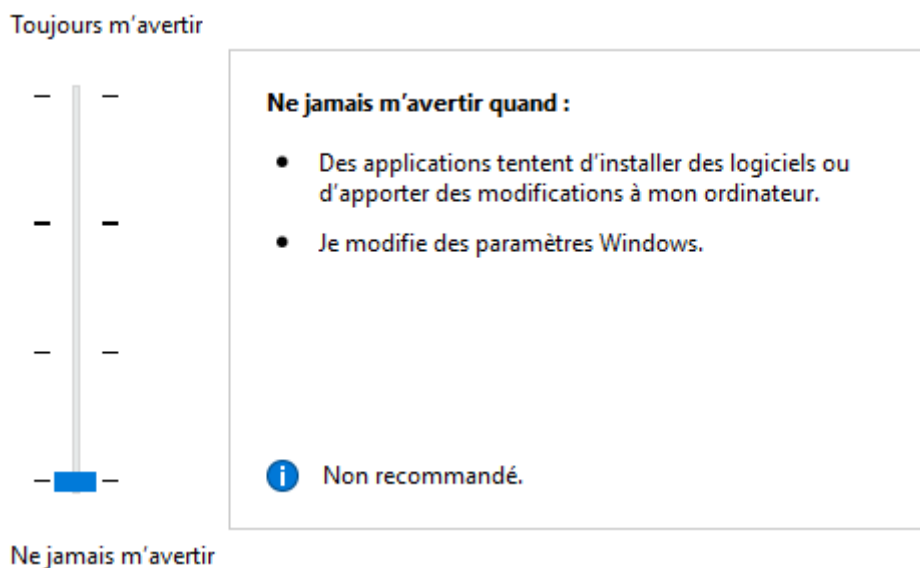 Toujours m’avertir
Ne jamais m’avertir quand :
• Des applications tentent d’installer des logiciels ou
d’apporter des modifications à mon ordinateur.
• Je modifie des paramètres Windows.
Non recommandé.
Ne jamais m’avertir